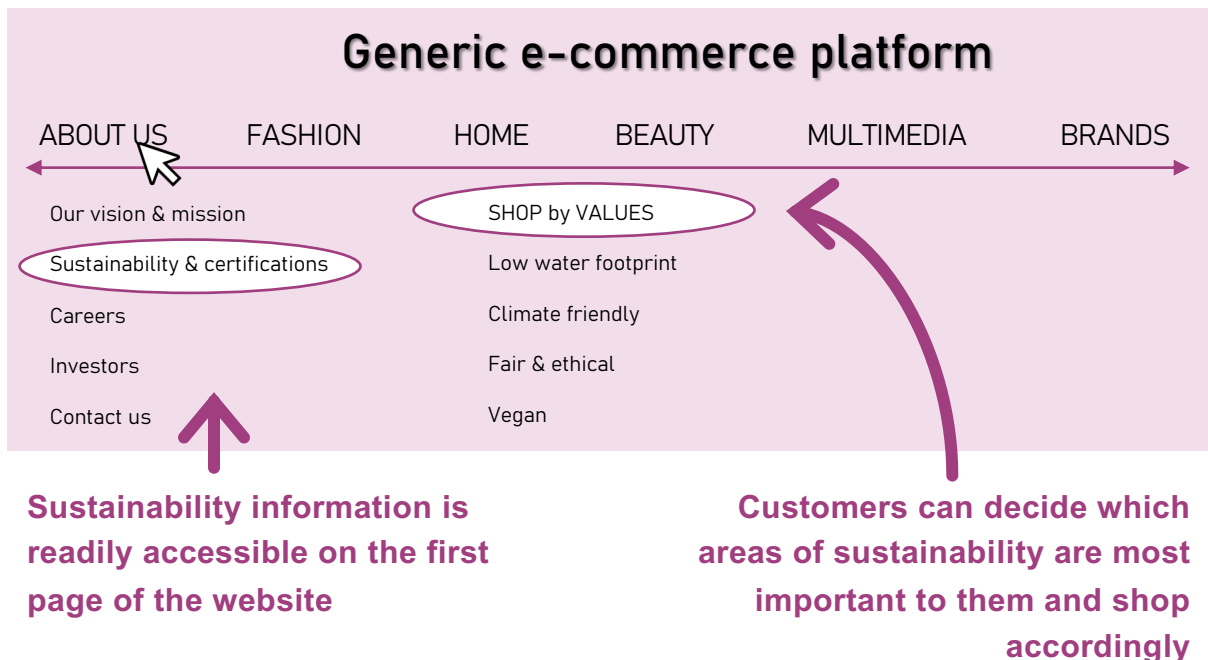 Generic e-commerce platform
ABOUT US FASHION HOME BEAUTY MULTIMEDIA BRANDS
Our vision & mission
Sustainability & certifications
Careers
Investors
Contact us
SHOP by VALUES
Low water footprint
Climate friendly
Fair & ethical
Vegan
Sustainability information is
readily accessible on the first
page of the website
Customers can decide which
areas of sustainability are most
important to them and shop
accordingly